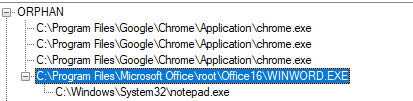 ORPHAN
C:\Program Files\Google\Chrome\Application\chrome.exe
C:\Program Files\Google\Chrome\Application\chrome.exe
C:\Program Files\Google\Chrome\Application\chrome.exe
C:\Program Files\Microsoft Office\root\Office16\WINWORD.EXE
C:\Windows\System32\notepad.exe